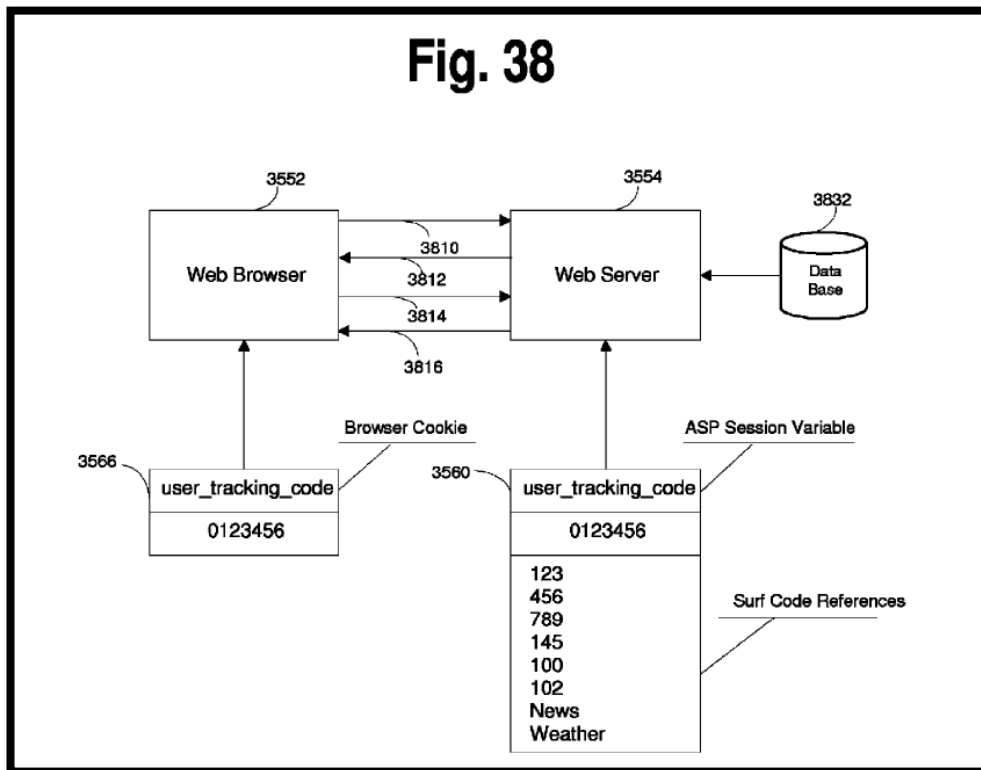 Fig. 38
3552
3554
3832
Web Browser
Web Server
Data
Base
3810
3812
3814
3816
Browser Cookie
ASP Session Variable
3566
user_tracking_code
0123456
3560
user_tracking_code
0123456
123
456
789
145
100
102
News
Weather
Surf Code References